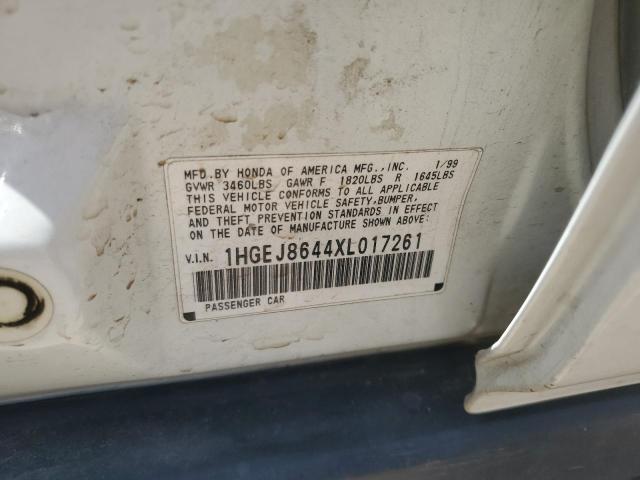 MFD.BY HONDA OF AMERICA MFG.,INC. 1/99
GVWR 3460LBS GAWR F 1820LBS R 1645LBS
THIS VEHICLE CONFORMS TO ALL APPLICABLE
FEDERAL MOTOR VEHICLE SAFETY,BUMPER,
AND THEFT PREVENTION STANDARDS IN EFFECT
ON THE DATE OF MANUFACTURE SHOWN ABOVE.
V.I.N. 1HGEJ8644XL017261
PASSENGER CAR